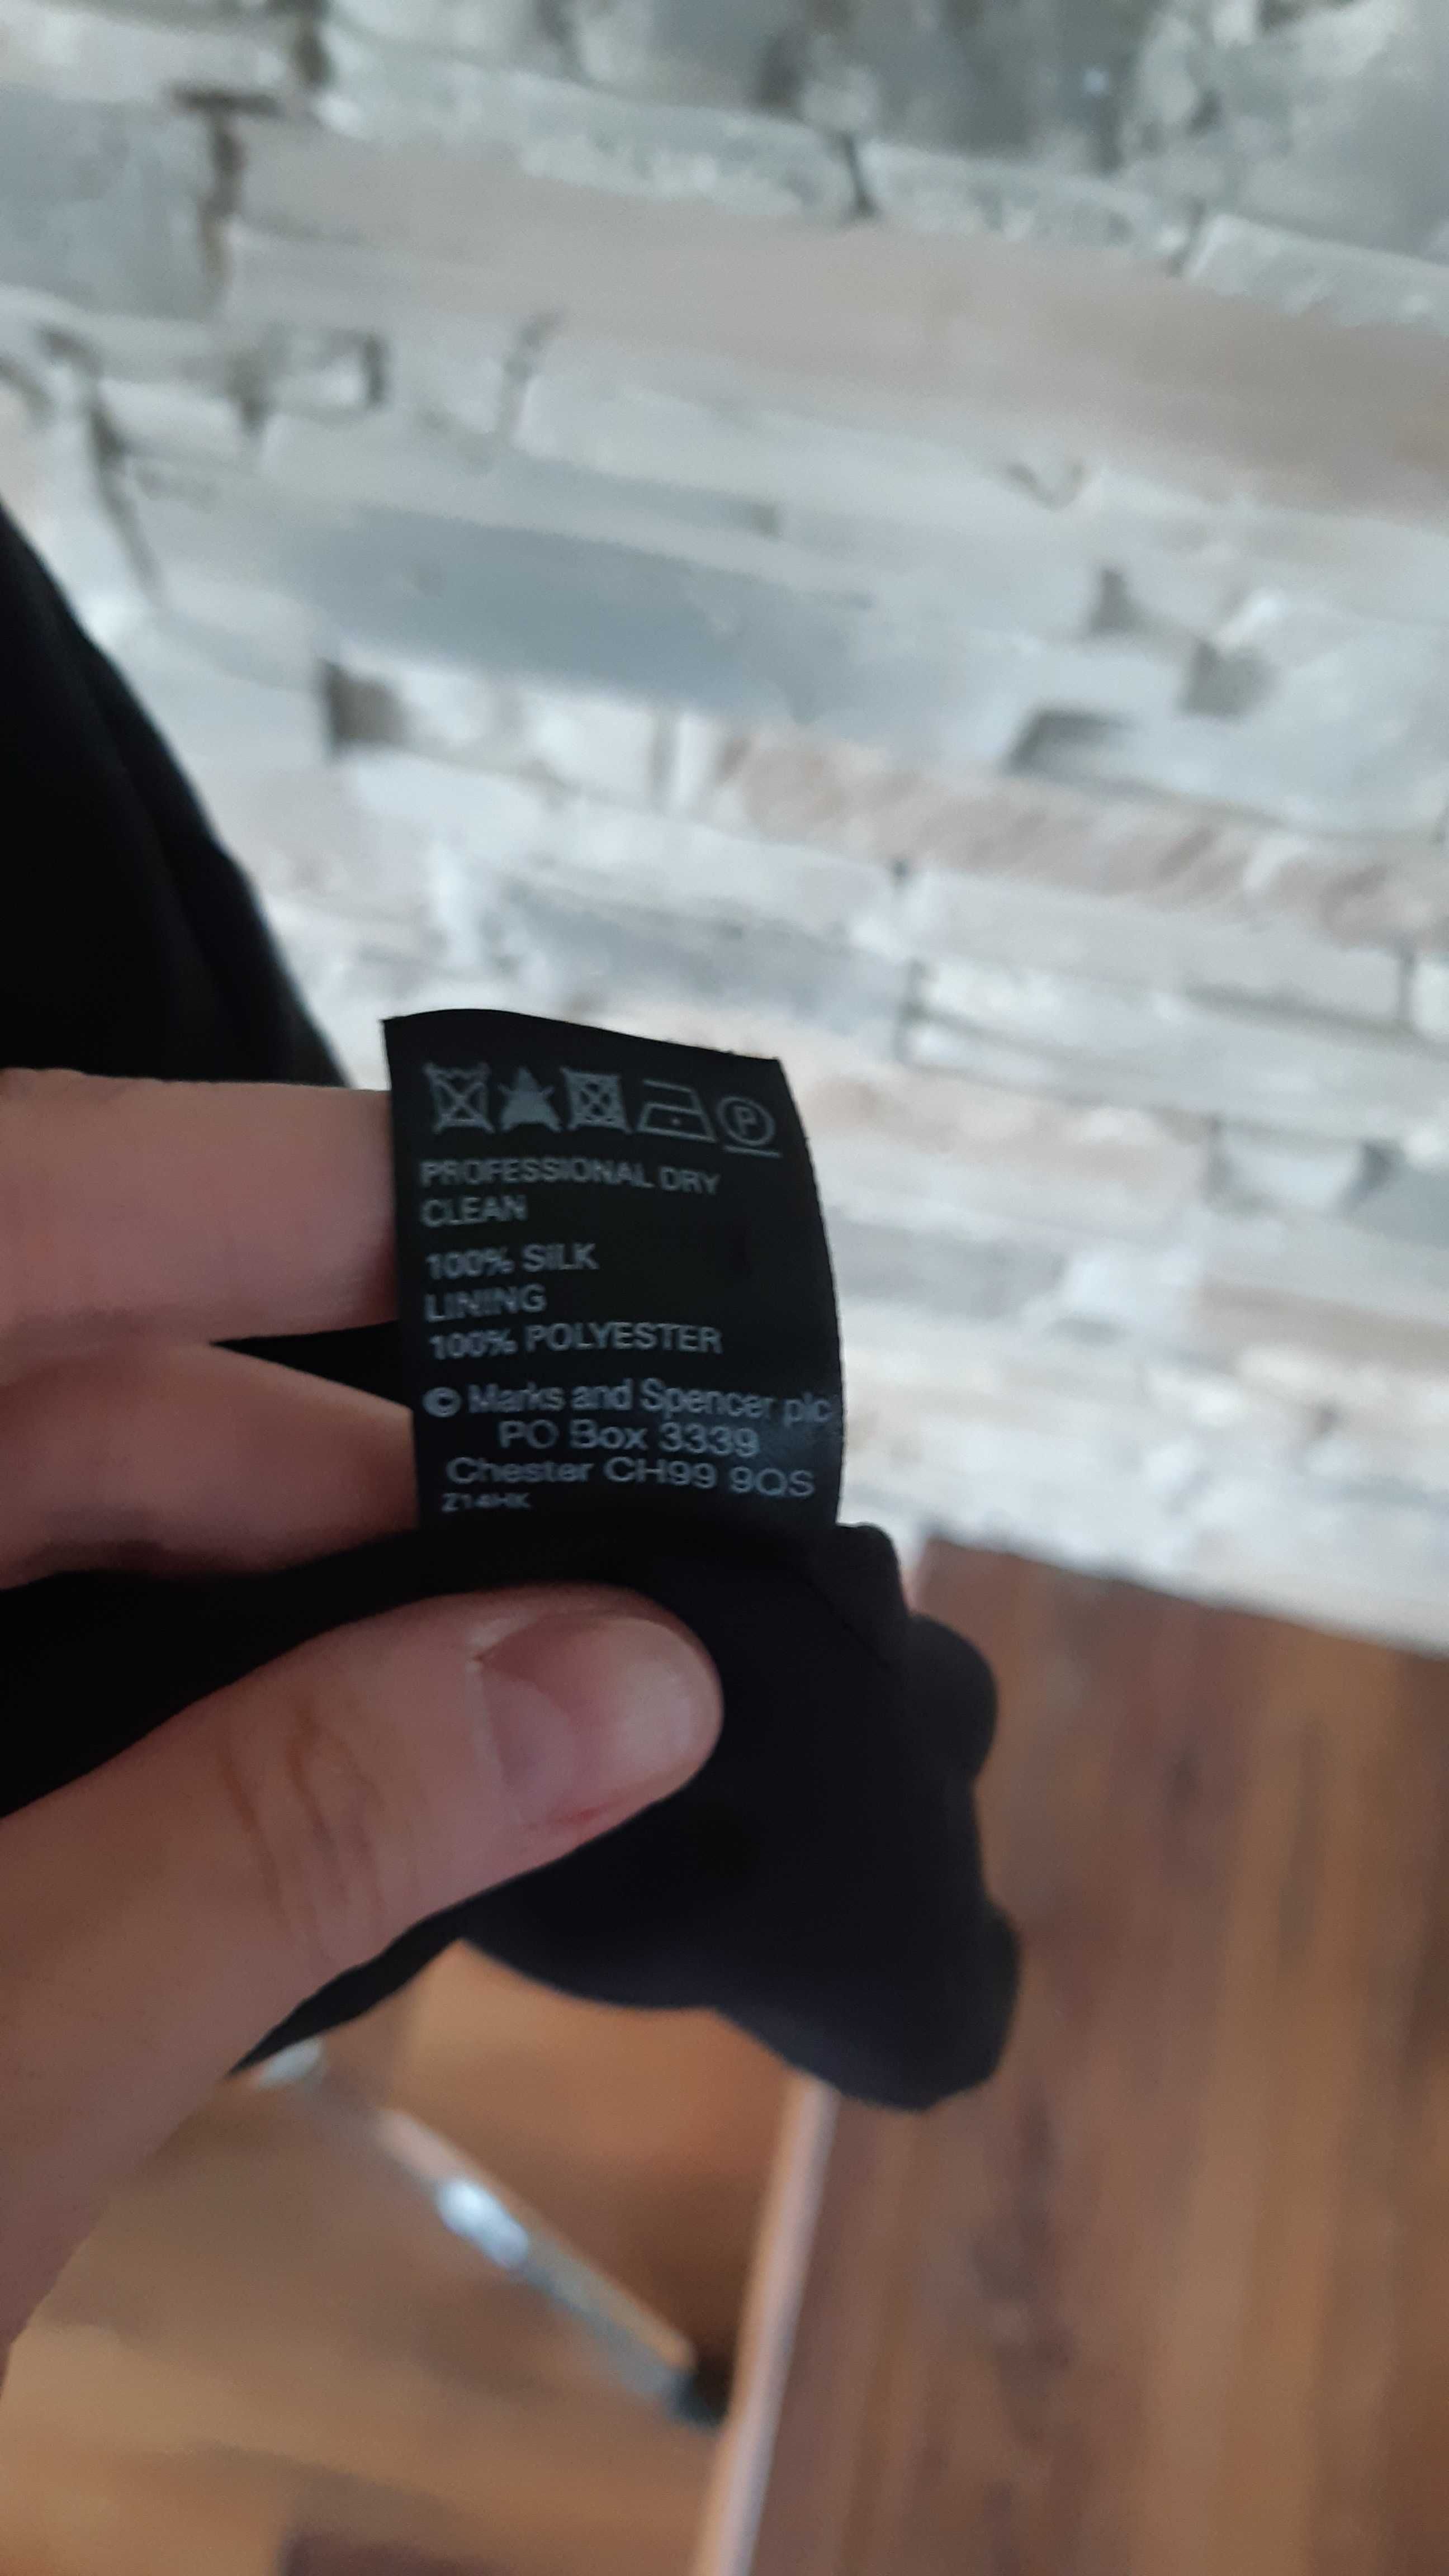 P
PROFESSIONAL DRY
CLEAN
100% SILK
LINING
100% POLYESTER
© Marks and Spencer plc
PO Box 3339
Chester CH99 9QS
Z14HK